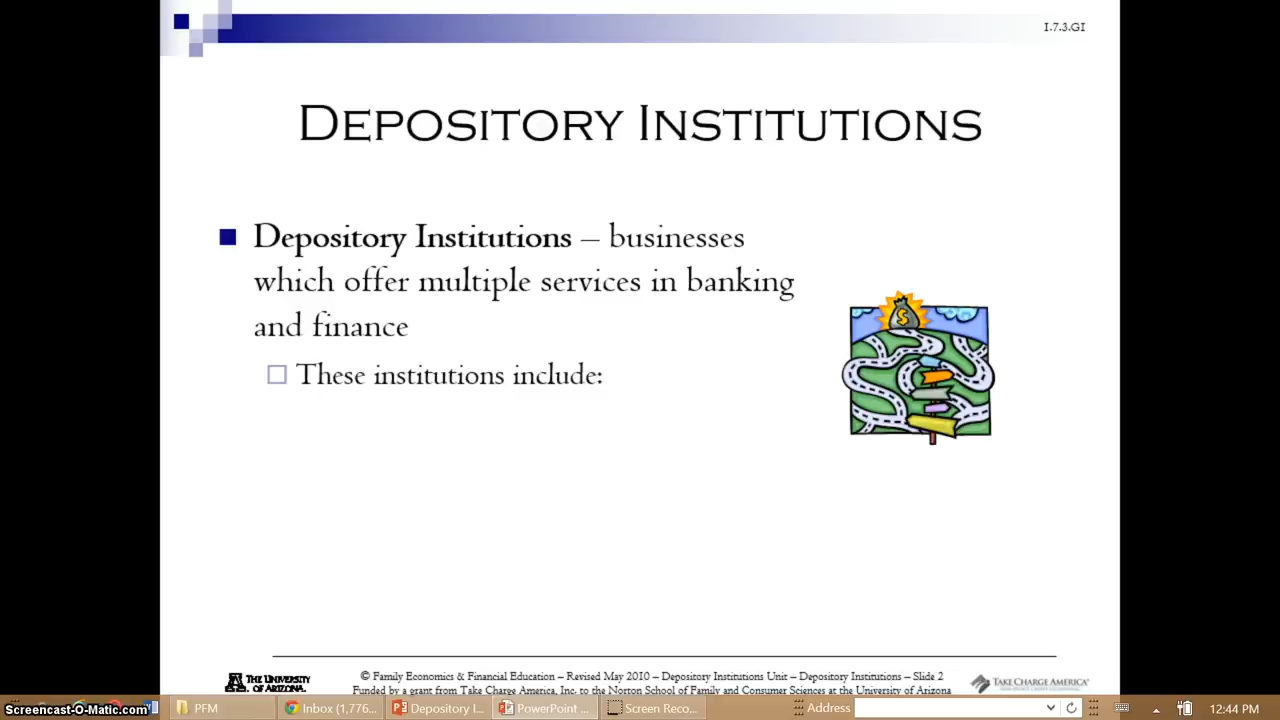 I.7.3.GI
Depository Institutions
Depository Institutions – businesses
which offer multiple services in banking
and finance
These institutions include:
$
THE UNIVERSITY
OF ARIZONA.
© Family Economics & Financial Education – Revised May 2010 – Depository Institutions Unit – Depository Institutions – Slide 2
Funded by a grant from Take Charge America, Inc. to the Norton School of Family and Consumer Sciences at the University of Arizona
TAKE CHARGE AMERICA
Screencast-O-Matic.com
PFM
Inbox (1,776...
Depository I...
PowerPoint ...
Screen Reco...
Address
12:44 PM